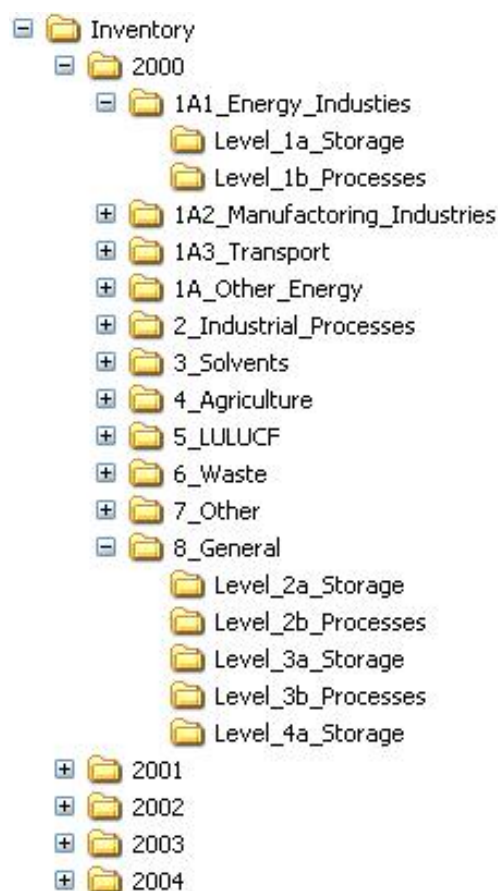 Inventory
2000
1A1_Energy_Industies
Level_1a_Storage
Level_1b_Processes
1A2_Manufactoring_Industries
1A3_Transport
1A_Other_Energy
2_Industrial_Processes
3_Solvents
4_Agriculture
5_LULUCF
6_Waste
7_Other
8_General
Level_2a_Storage
Level_2b_Processes
Level_3a_Storage
Level_3b_Processes
Level_4a_Storage
2001
2002
2003
2004